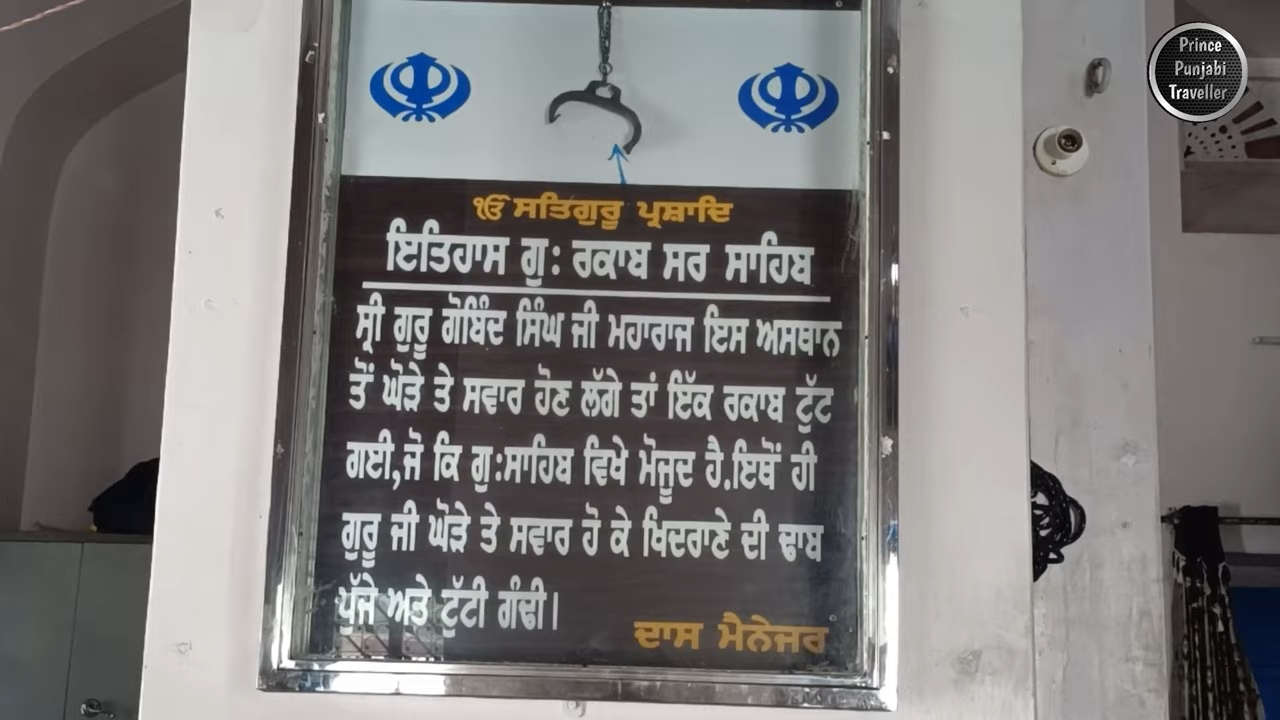 Prince
Punjabi
Traveller
ੴ ਸਤਿਗੁਰੂ ਪ੍ਰਸ਼ਾਦਿ
ਇਤਿਹਾਸ ਗੁ: ਰਕਾਬ ਸਰ ਸਾਹਿਬ
ਸ੍ਰੀ ਗੁਰੂ ਗੋਬਿੰਦ ਸਿੰਘ ਜੀ ਮਹਾਰਾਜ ਇਸ ਅਸਥਾਨ
ਤੋਂ ਘੋੜੇ ਤੇ ਸਵਾਰ ਹੋਣ ਲੱਗੇ ਤਾਂ ਇੱਕ ਰਕਾਬ ਟੁੱਟ
ਗਈ,ਜੋ ਕਿ ਗੁ:ਸਾਹਿਬ ਵਿਖੇ ਮੋਜੂਦ ਹੈ.ਇਥੋਂ ਹੀ
ਗੁਰੂ ਜੀ ਘੋੜੇ ਤੇ ਸਵਾਰ ਹੋ ਕੇ ਖਿਦਰਾਣੇ ਦੀ ਢਾਬ
ਪੁੱਜੇ ਅਤੇ ਟੁੱਟੀ ਗੰਢੀ।
ਦਾਸ ਮੈਨੇਜਰ